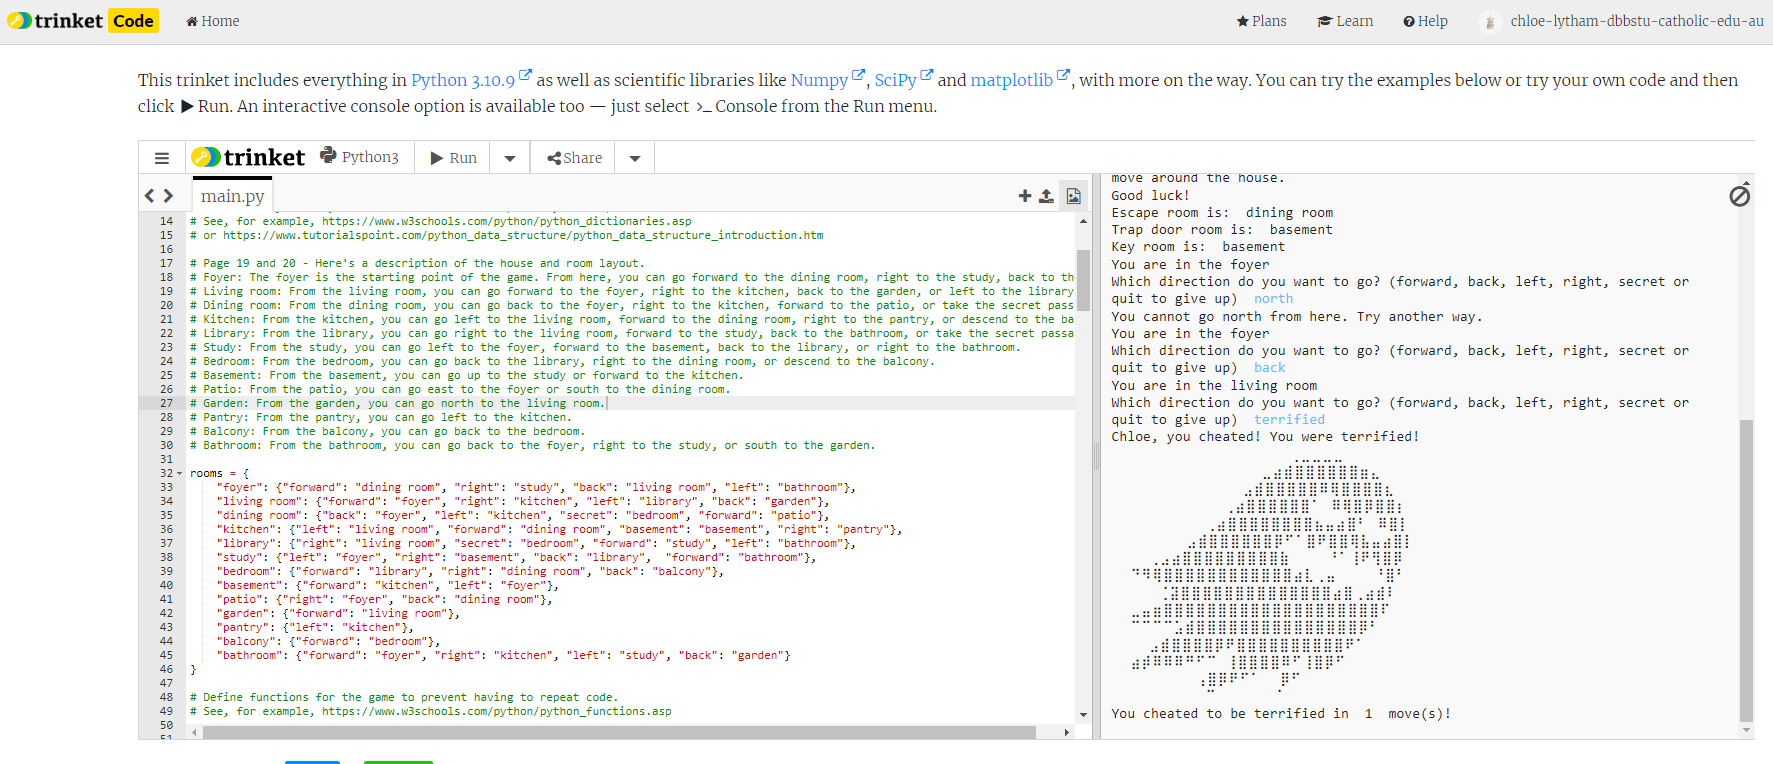 trinket Code Home Plans Learn Help chloe-lytham-dbbstu-catholic-edu-au
This trinket includes everything in Python 3.10.9 as well as scientific libraries like Numpy, SciPy and matplotlib, with more on the way. You can try the examples below or try your own code and then
click ▶ Run. An interactive console option is available too — just select >_ Console from the Run menu.
trinket Python3 Run Share
main.py
14 # See, for example, https://www.w3schools.com/python/python_dictionaries.asp
15 # or https://www.tutorialspoint.com/python_data_structure/python_data_structure_introduction.htm
16
17 # Page 19 and 20 - Here's a description of the house and room layout.
18 # Foyer: The foyer is the starting point of the game. From here, you can go forward to the dining room, right to the study, back to th
19 # Living room: From the living room, you can go forward to the foyer, right to the kitchen, back to the garden, or left to the library
20 # Dining room: From the dining room, you can go back to the foyer, right to the kitchen, forward to the patio, or take the secret pass
21 # Kitchen: From the kitchen, you can go left to the living room, forward to the dining room, right to the pantry, or descend to the ba
22 # Library: From the library, you can go right to the living room, forward to the study, back to the bathroom, or take the secret passa
23 # Study: From the study, you can go left to the foyer, forward to the basement, back to the library, or right to the bathroom.
24 # Bedroom: From the bedroom, you can go back to the library, right to the dining room, or descend to the balcony.
25 # Basement: From the basement, you can go up to the study or forward to the kitchen.
26 # Patio: From the patio, you can go east to the foyer or south to the dining room.
27 # Garden: From the garden, you can go north to the living room.
28 # Pantry: From the pantry, you can go left to the kitchen.
29 # Balcony: From the balcony, you can go back to the bedroom.
30 # Bathroom: From the bathroom, you can go back to the foyer, right to the study, or south to the garden.
31
32 rooms = {
33 "foyer": {"forward": "dining room", "right": "study", "back": "living room", "left": "bathroom"},
34 "living room": {"forward": "foyer", "right": "kitchen", "left": "library", "back": "garden"},
35 "dining room": {"back": "foyer", "left": "kitchen", "secret": "bedroom", "forward": "patio"},
36 "kitchen": {"left": "living room", "forward": "dining room", "basement": "basement", "right": "pantry"},
37 "library": {"right": "living room", "secret": "bedroom", "forward": "study", "left": "bathroom"},
38 "study": {"left": "foyer", "right": "basement", "back": "library", "forward": "bathroom"},
39 "bedroom": {"forward": "library", "right": "dining room", "back": "balcony"},
40 "basement": {"forward": "kitchen", "left": "foyer"},
41 "patio": {"right": "foyer", "back": "dining room"},
42 "garden": {"forward": "living room"},
43 "pantry": {"left": "kitchen"},
44 "balcony": {"forward": "bedroom"},
45 "bathroom": {"forward": "foyer", "right": "kitchen", "left": "study", "back": "garden"}
46 }
47
48 # Define functions for the game to prevent having to repeat code.
49 # See, for example, https://www.w3schools.com/python/python_functions.asp
50
51
move around the house.
Good luck!
Escape room is: dining room
Trap door room is: basement
Key room is: basement
You are in the foyer
Which direction do you want to go? (forward, back, left, right, secret or
quit to give up) north
You cannot go north from here. Try another way.
You are in the foyer
Which direction do you want to go? (forward, back, left, right, secret or
quit to give up) back
You are in the living room
Which direction do you want to go? (forward, back, left, right, secret or
quit to give up) terrified
Chloe, you cheated! You were terrified!
You cheated to be terrified in 1 move(s)!